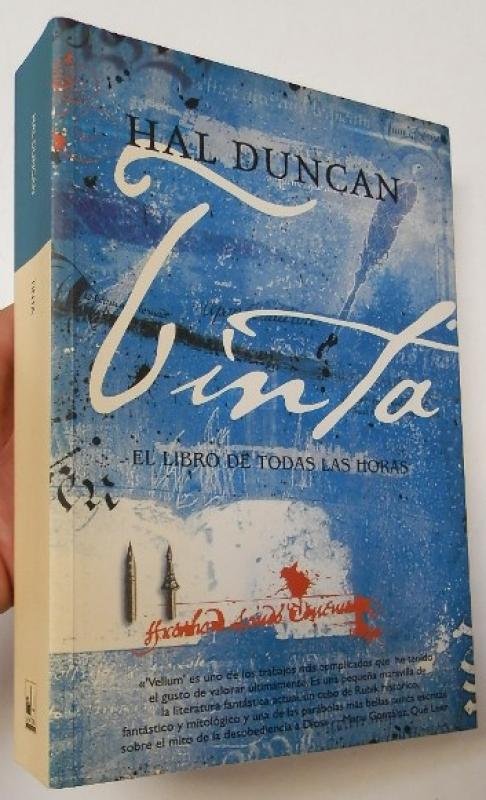 HAL DUNCAN
Tinta
EL LIBRO DE TODAS LAS HORAS
«'Vellum' es uno de los trabajos más complicados que he tenido
el gusto de valorar últimamente. Es una pequeña maravilla de
la literatura fantástica actual, un cubo de Rubik histórico,
fantástico y mitológico y una de las parábolas más bellas nunca escritas
sobre el mito de la desobediencia a Dios» - Manu González, Qué Leer
HAL DUNCAN
TINTA